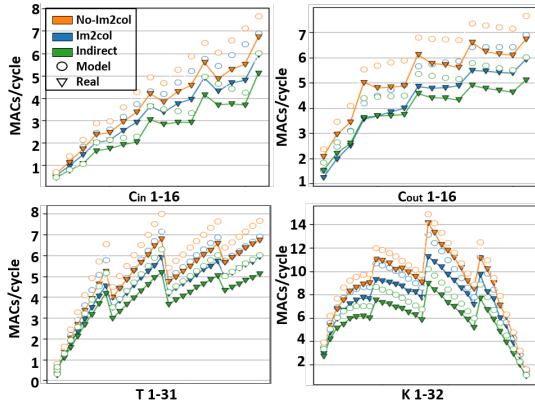 No-Im2col
Im2col
Indirect
Model
Real
MACs/cycle
8
7
6
5
4
3
2
1
Cin 1-16
MACs/cycle
8
7
6
5
4
3
2
1
Cout 1-16
MACs/cycle
8
7
6
5
4
3
2
1
0
T 1-31
MACs/cycle
14
12
10
8
6
4
2
K 1-32